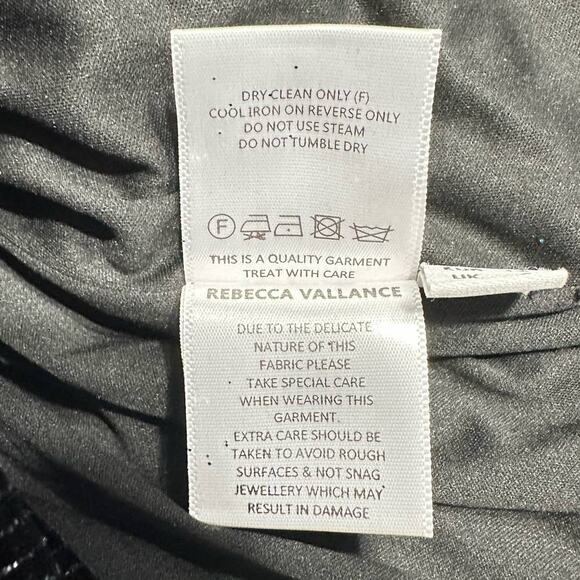 DRY CLEAN ONLY (F)
COOL IRON ON REVERSE ONLY
DO NOT USE STEAM
DO NOT TUMBLE DRY
F
THIS IS A QUALITY GARMENT
TREAT WITH CARE
REBECCA VALLANCE
DUE TO THE DELICATE
NATURE OF THIS
FABRIC PLEASE
TAKE SPECIAL CARE
WHEN WEARING THIS
GARMENT.
EXTRA CARE SHOULD BE
TAKEN TO AVOID ROUGH
SURFACES & NOT SNAG
JEWELLERY WHICH MAY
RESULT IN DAMAGE
UK